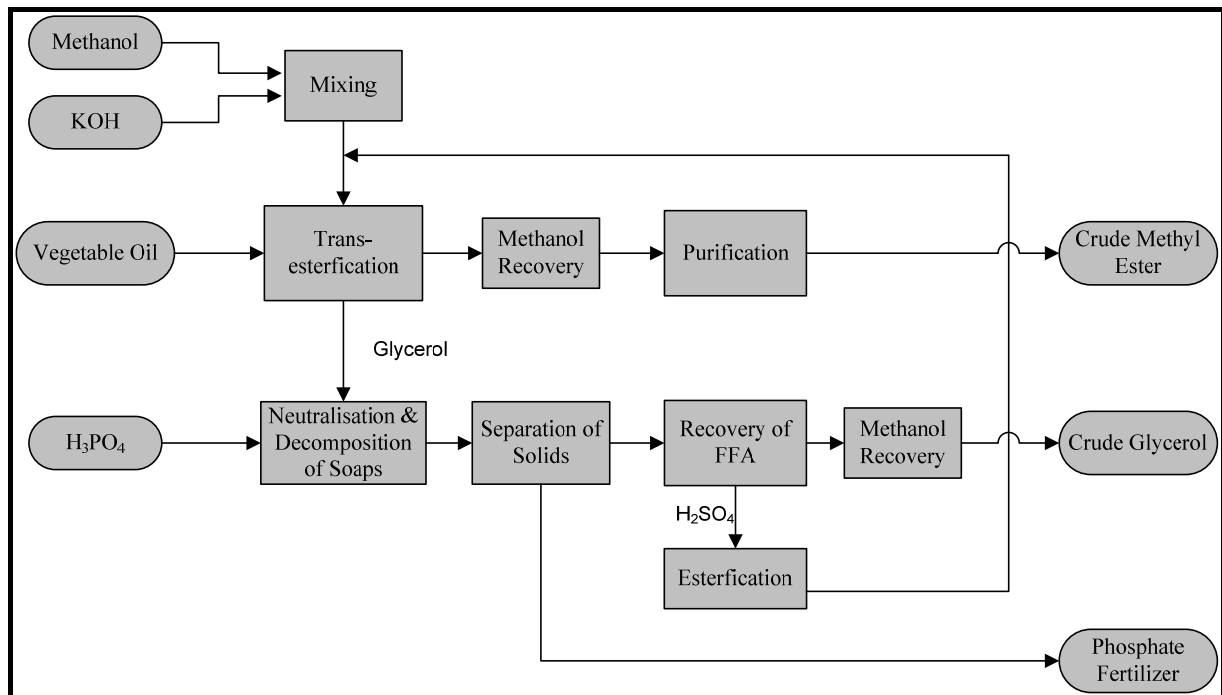 Methanol
Mixing
KOH
Vegetable Oil
Trans-
esterfication
Methanol
Recovery
Purification
Crude Methyl
Ester
Glycerol
H₃PO₄
Neutralisation &
Decomposition
of Soaps
Separation of
Solids
Recovery of
FFA
Methanol
Recovery
Crude Glycerol
H₂SO₄
Esterfication
Phosphate
Fertilizer